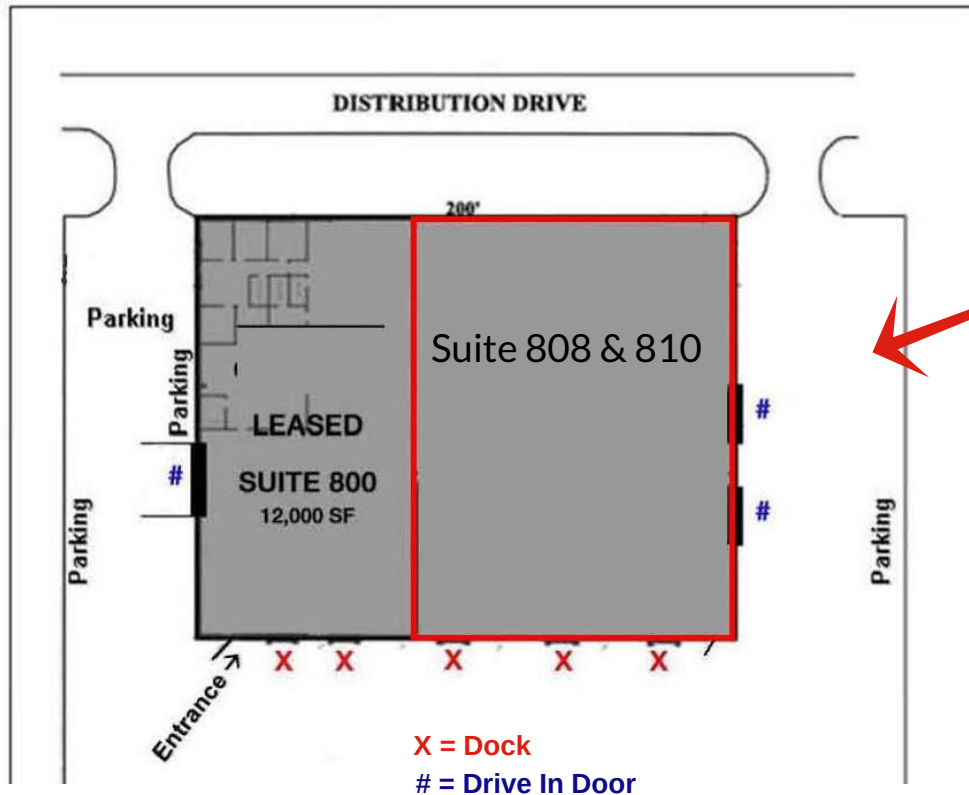 DISTRIBUTION DRIVE
200'
Parking
Parking
Suite 808 & 810
#
LEASED
#
SUITE 800
12,000 SF
#
Parking
Parking
Entrance
X X X X X
X = Dock
# = Drive In Door